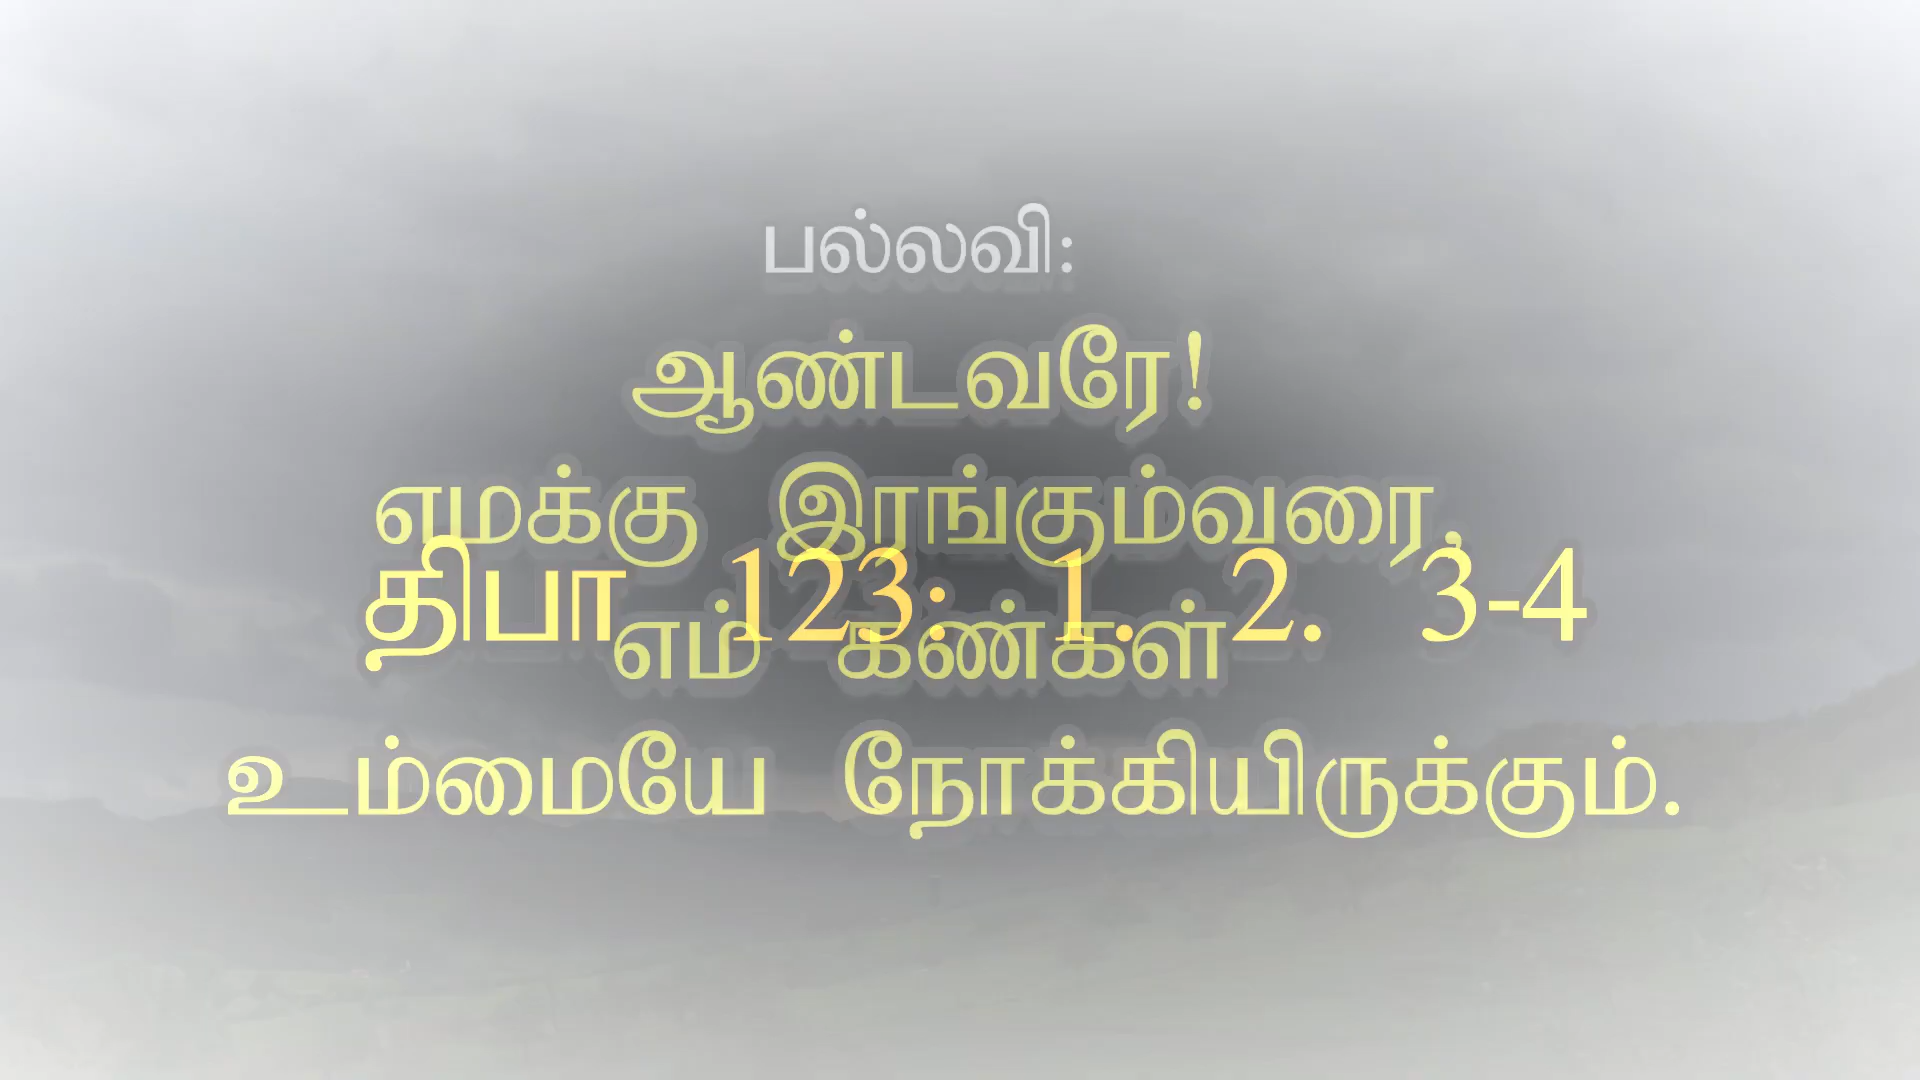 பல்லவி:
ஆண்டவரே!
எமக்கு இரங்கும்வரை,
திபா 123: 1. 2. 3-4
எம் கண்கள்
உம்மையே நோக்கியிருக்கும்.